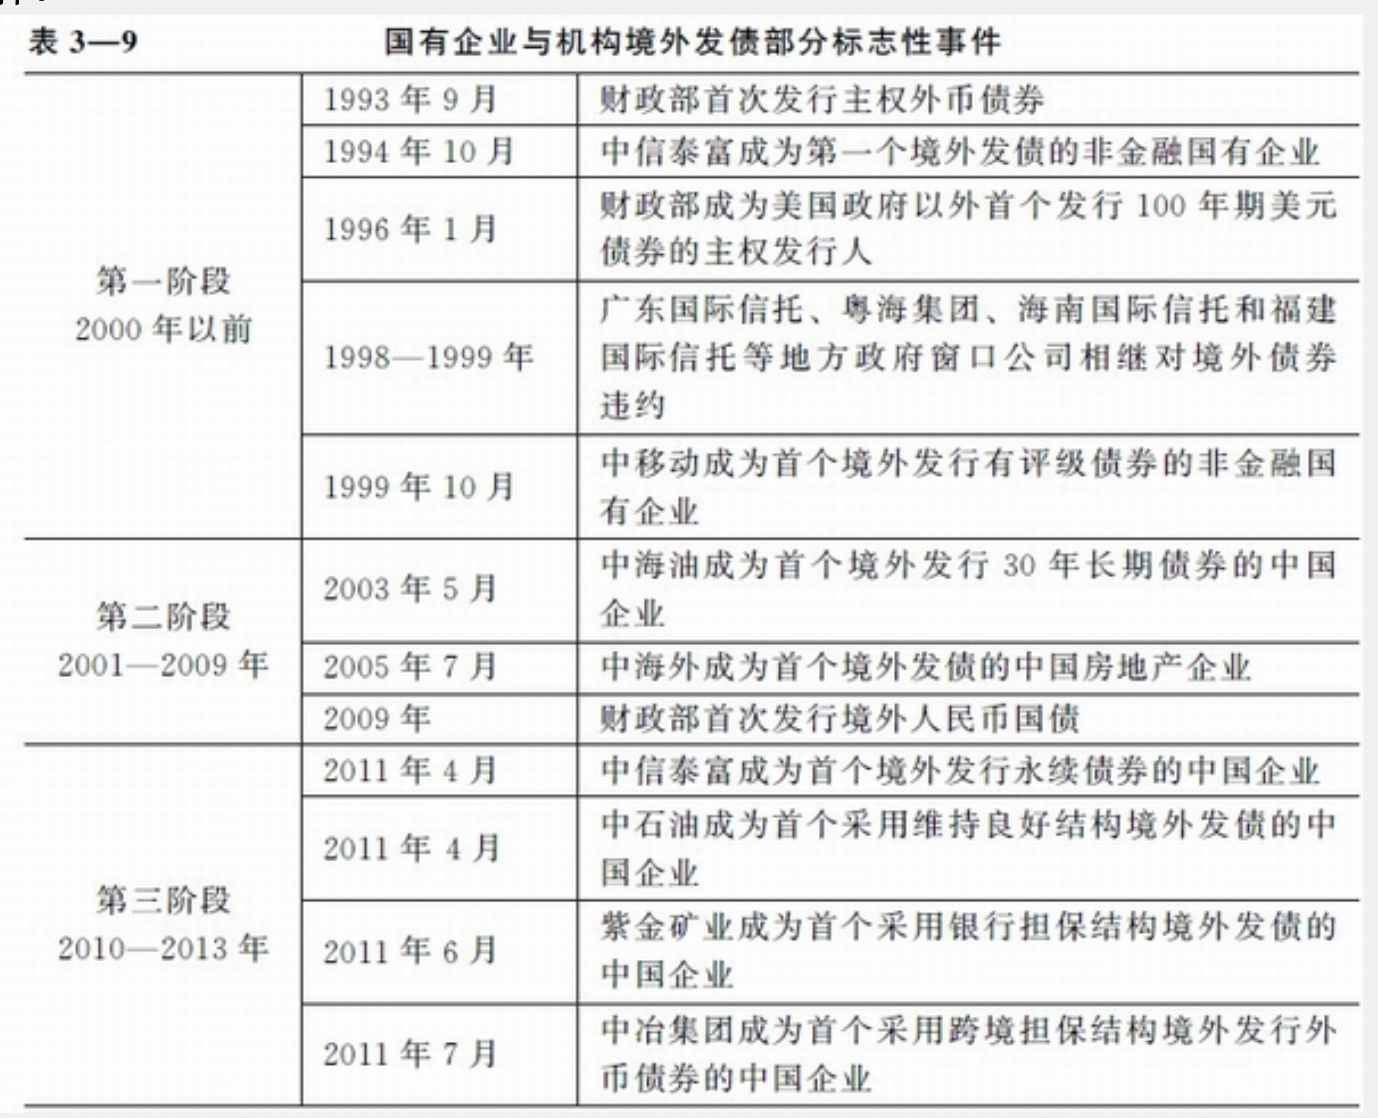 表 3—9 国有企业与机构境外发债部分标志性事件
第一阶段
2000 年以前
1993 年 9 月 财政部首次发行主权外币债券
1994 年 10 月 中信泰富成为第一个境外发债的非金融国有企业
1996 年 1 月 财政部成为美国政府以外首个发行 100 年期美元
债券的主权发行人
1998—1999 年 广东国际信托、粤海集团、海南国际信托和福建
国际信托等地方政府窗口公司相继对境外债券
违约
1999 年 10 月 中移动成为首个境外发行有评级债券的非金融国
有企业
第二阶段
2001—2009 年
2003 年 5 月 中海油成为首个境外发行 30 年长期债券的中国
企业
2005 年 7 月 中海外成为首个境外发债的中国房地产企业
2009 年 财政部首次发行境外人民币国债
第三阶段
2010—2013 年
2011 年 4 月 中信泰富成为首个境外发行永续债券的中国企业
2011 年 4 月 中石油成为首个采用维持良好结构境外发债的中
国企业
2011 年 6 月 紫金矿业成为首个采用银行担保结构境外发债的
中国企业
2011 年 7 月 中冶集团成为首个采用跨境担保结构境外发行外
币债券的中国企业